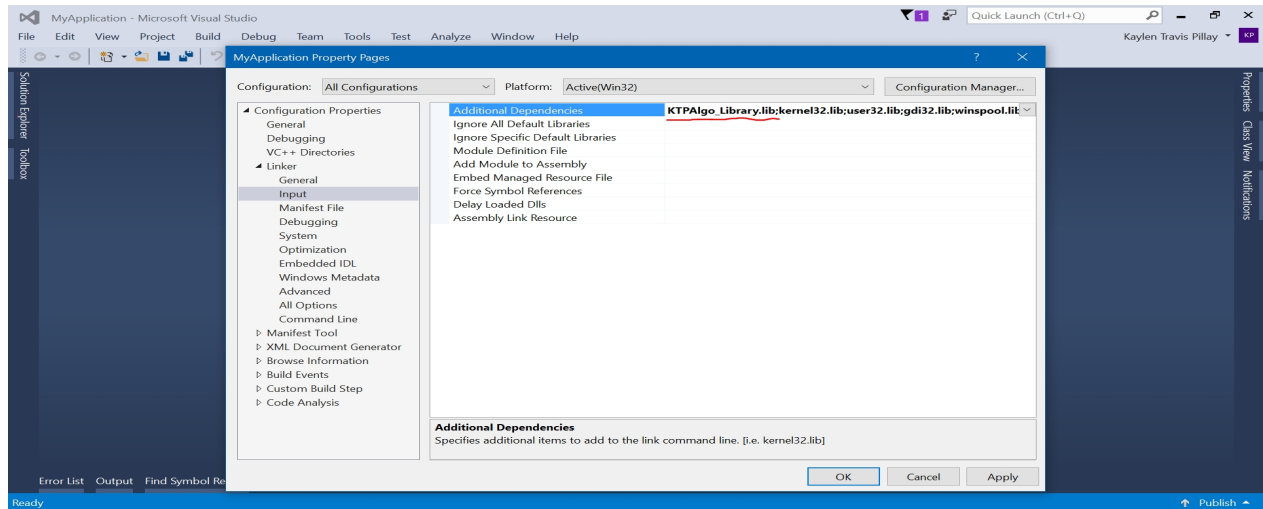 MyApplication - Microsoft Visual Studio
1
Quick Launch (Ctrl+Q)
File Edit View Project Build Debug Team Tools Test Analyze Window Help
Kaylen Travis Pillay KP
MyApplication Property Pages
Configuration: All Configurations Platform: Active(Win32) Configuration Manager...
Solution Explorer
Toolbox
Configuration Properties
General
Debugging
VC++ Directories
Linker
General
Input
Manifest File
Debugging
System
Optimization
Embedded IDL
Windows Metadata
Advanced
All Options
Command Line
Manifest Tool
XML Document Generator
Browse Information
Build Events
Custom Build Step
Code Analysis
Additional Dependencies KTPAlgo_Library.lib;kernel32.lib;user32.lib;gdi32.lib;winspool.lib
Ignore All Default Libraries
Ignore Specific Default Libraries
Module Definition File
Add Module to Assembly
Embed Managed Resource File
Force Symbol References
Delay Loaded Dlls
Assembly Link Resource
Additional Dependencies
Specifies additional items to add to the link command line. [i.e. kernel32.lib]
OK Cancel Apply
Properties
Class View
Notifications
Error List Output Find Symbol Re
Ready
Publish